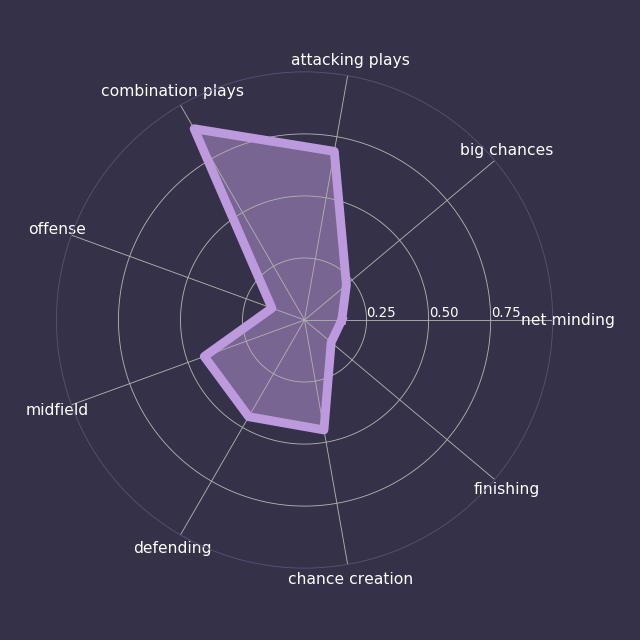 attacking plays
combination plays
big chances
offense
0.25 0.50 0.75 net minding
midfield
finishing
defending
chance creation